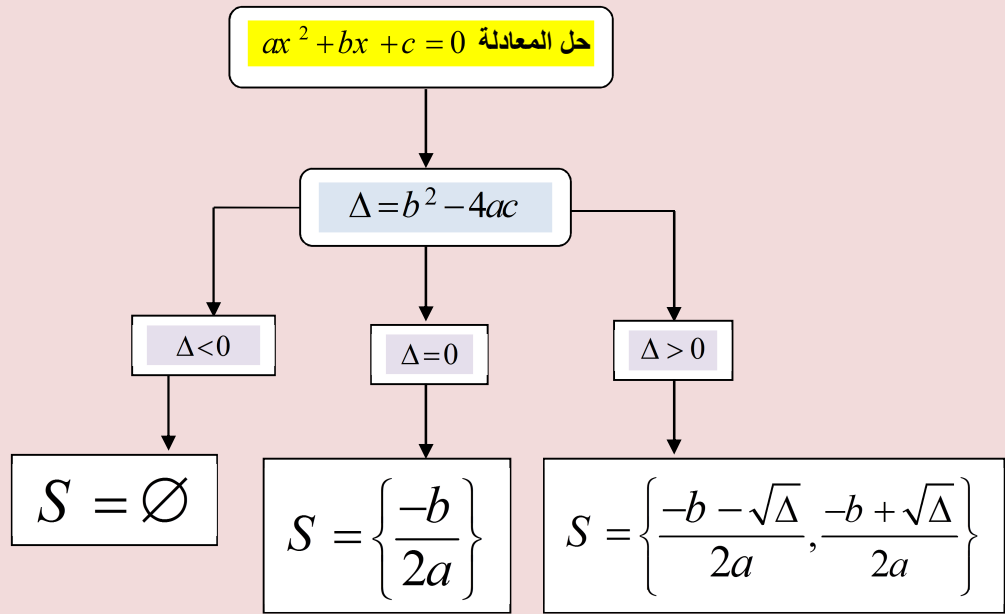 حل المعادلة ax² + bx + c = 0
Δ = b² − 4ac
Δ < 0
Δ = 0
Δ > 0
S = ∅
S = {−b/2a}
S = {(−b − √Δ)/2a , (−b + √Δ)/2a}